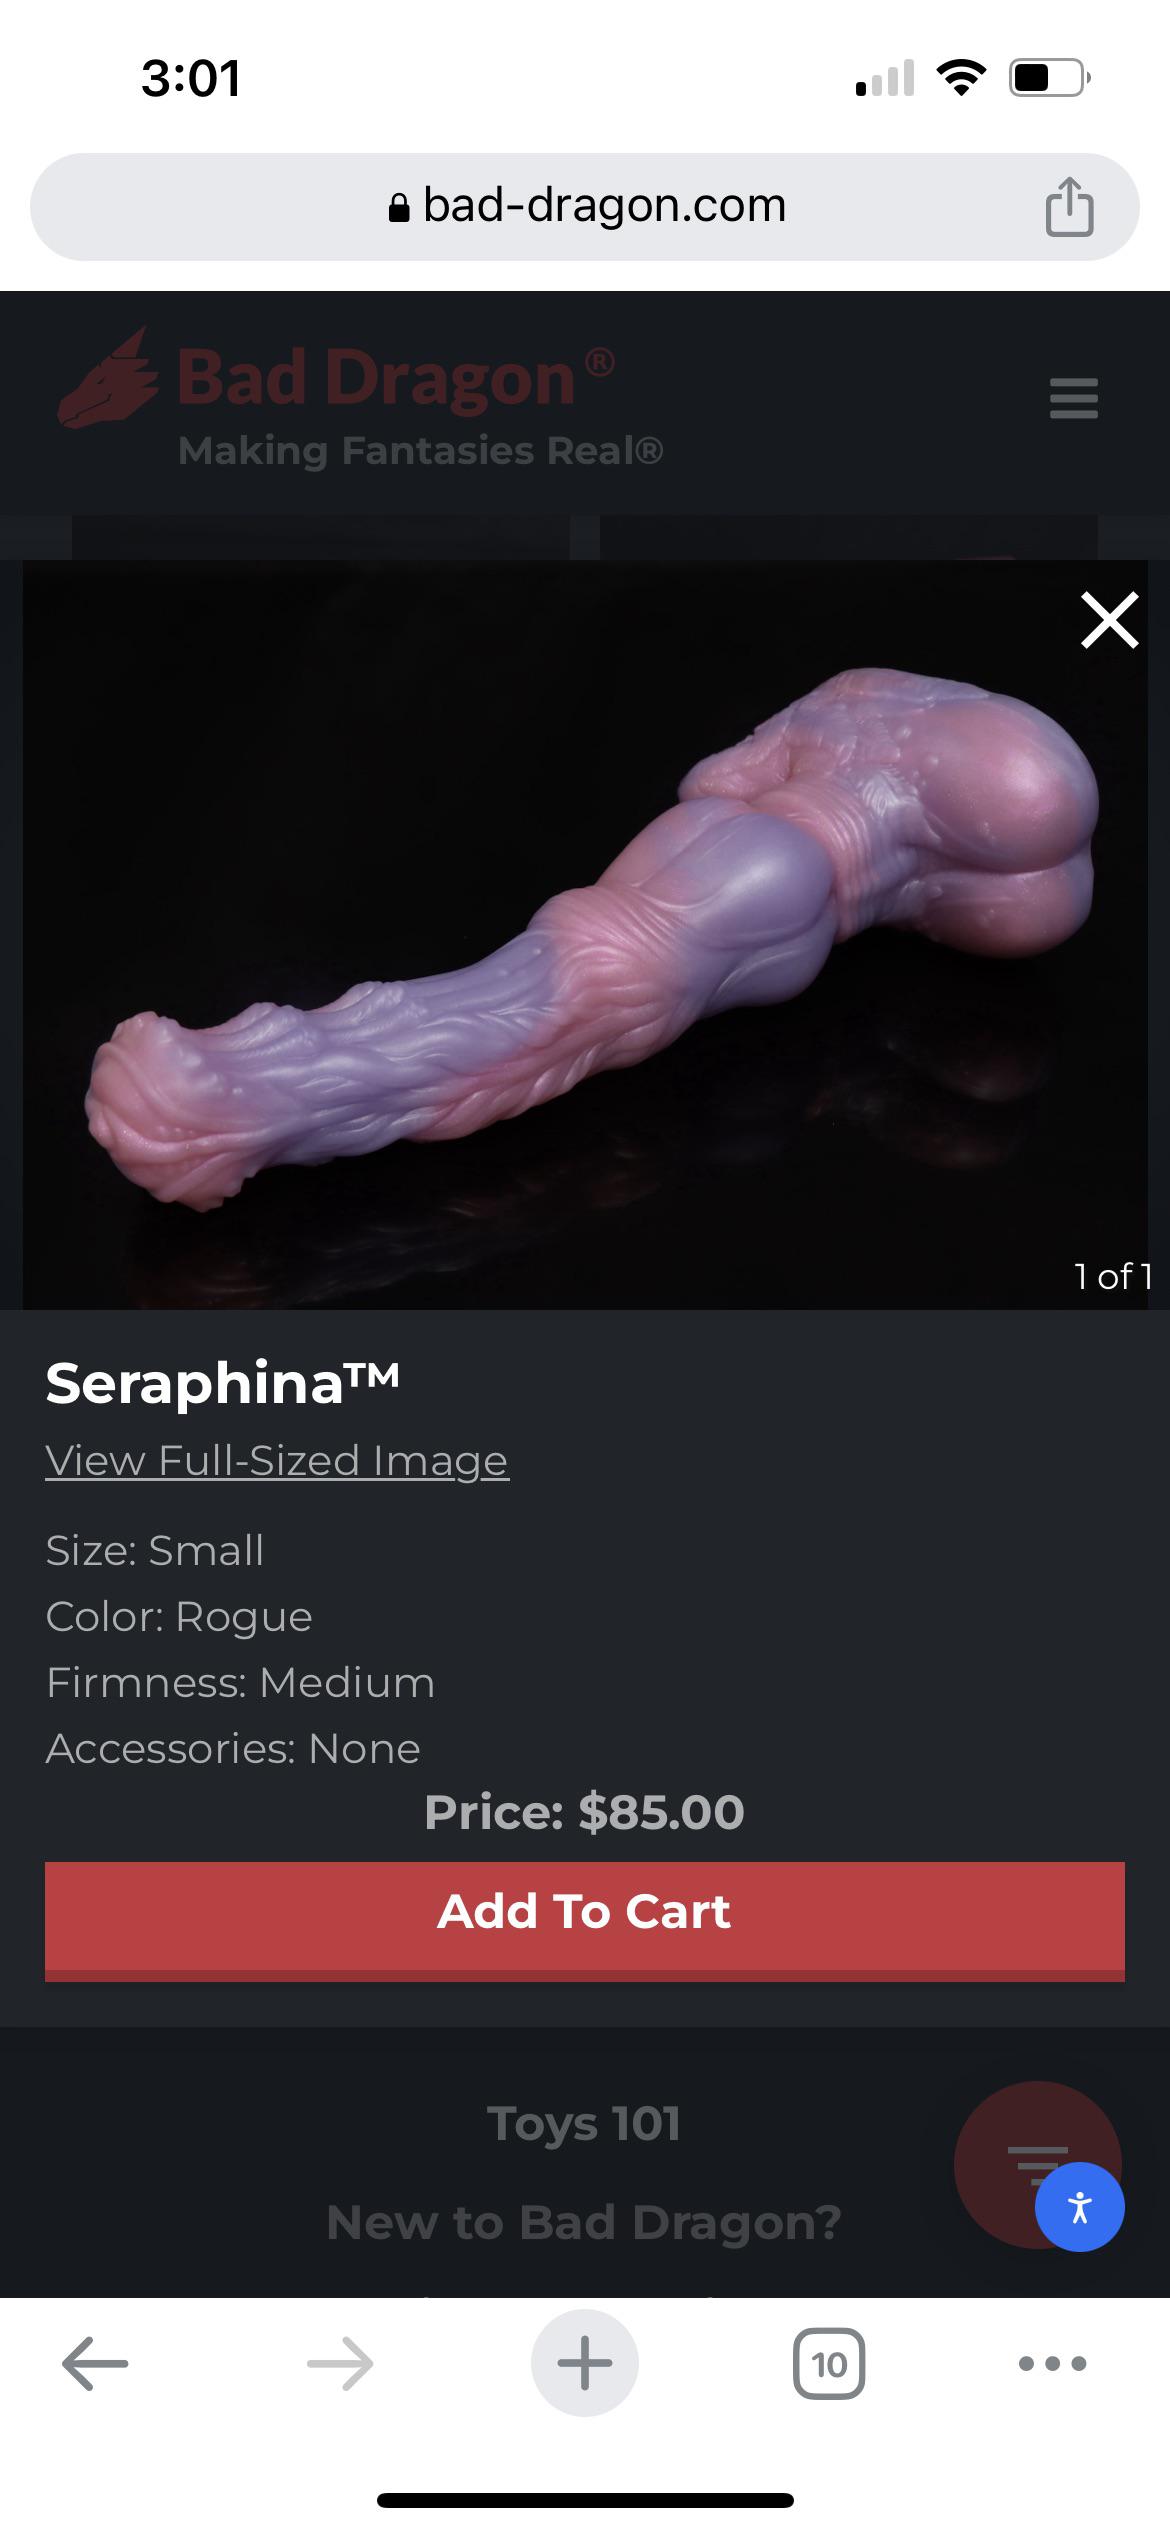 3:01
bad-dragon.com
Bad Dragon®
Making Fantasies Real®
1 of 1
Seraphina™
View Full-Sized Image
Size: Small
Color: Rogue
Firmness: Medium
Accessories: None
Price: $85.00
Add To Cart
Toys 101
New to Bad Dragon?
10